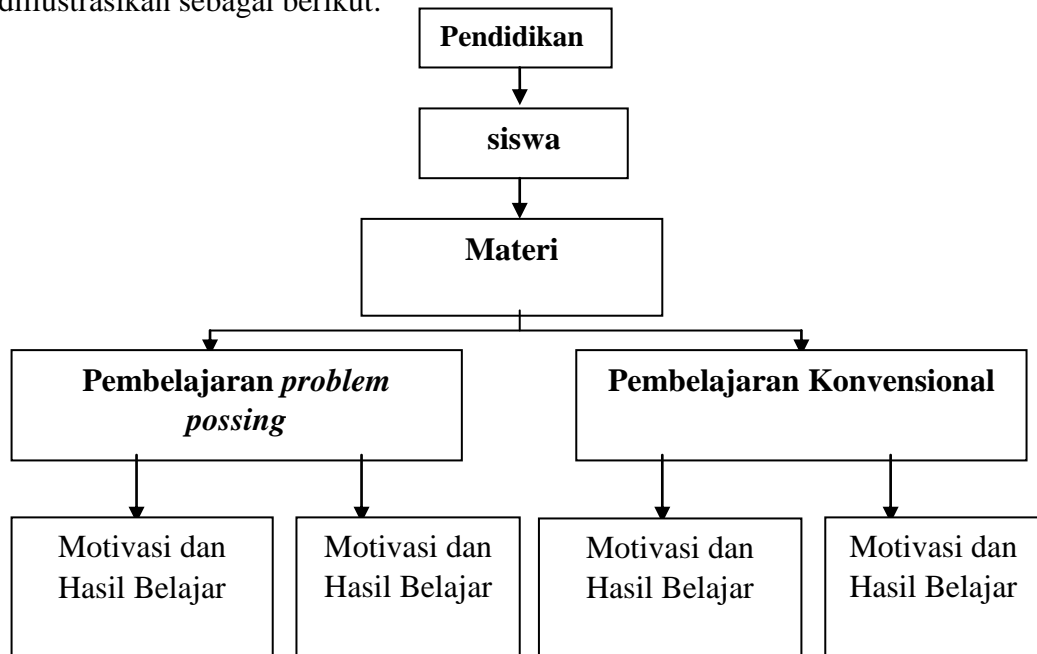 diilustrasikan sebagai berikut:
Pendidikan
siswa
Materi
Pembelajaran problem
possing
Pembelajaran Konvensional
Motivasi dan
Hasil Belajar
Motivasi dan
Hasil Belajar
Motivasi dan
Hasil Belajar
Motivasi dan
Hasil Belajar